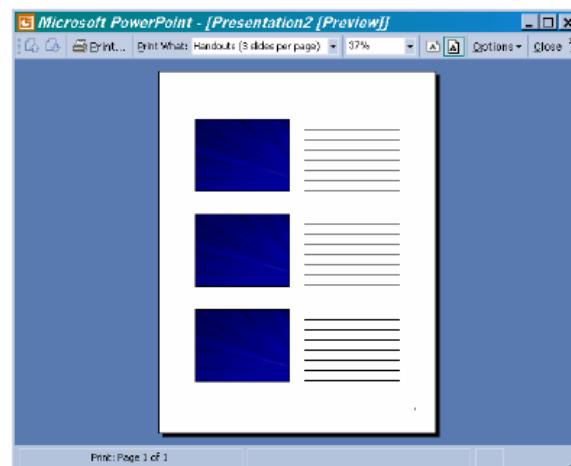 Microsoft PowerPoint - [Presentation2 [Preview]]
Print... Print What: Handouts (3 slides per page) 37% Options Close
Print: Page 1 of 1